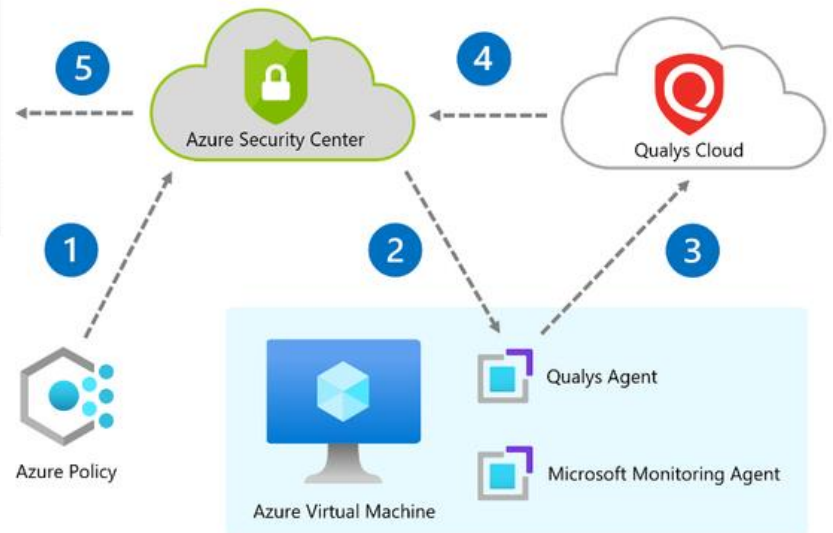 5
4
Azure Security Center
Qualys Cloud
1
2
3
Qualys Agent
Azure Policy
Microsoft Monitoring Agent
Azure Virtual Machine